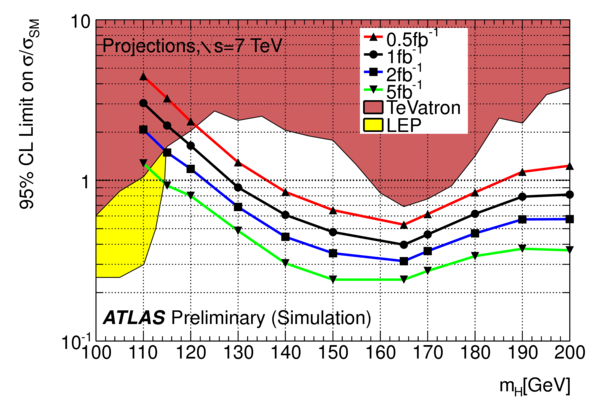 95% CL Limit on σ/σSM
10
1
10-1
Projections,\s=7 TeV
0.5fb-1
1fb-1
2fb-1
5fb-1
TeVatron
LEP
ATLAS Preliminary (Simulation)
100 110 120 130 140 150 160 170 180 190 200
mH[GeV]